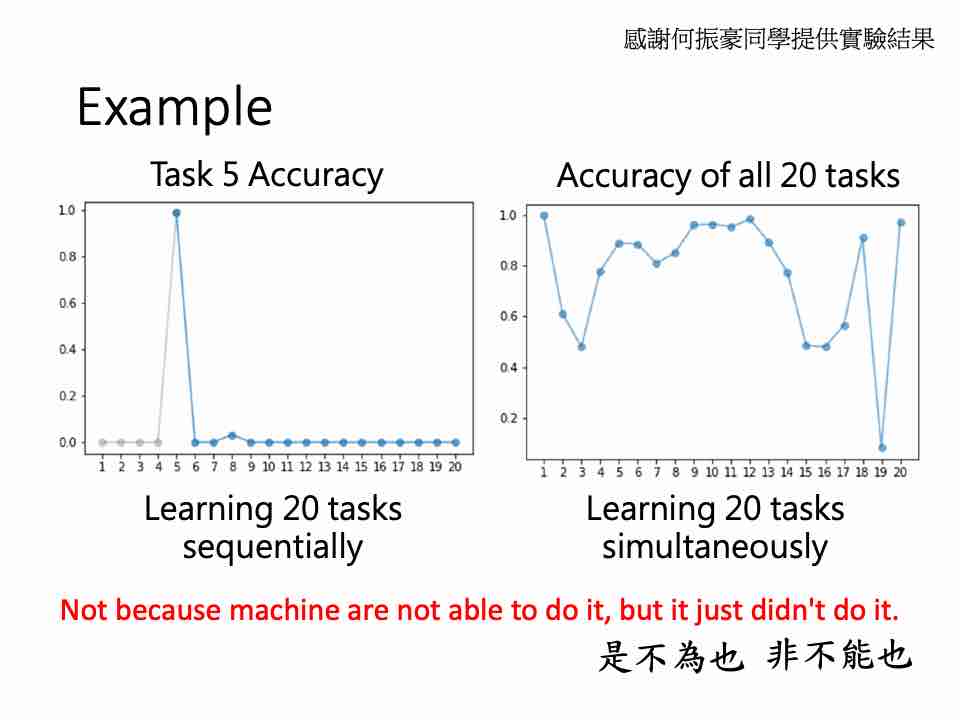 感謝何振豪同學提供實驗結果
Example
Task 5 Accuracy
1.0
0.8
0.6
0.4
0.2
0.0
1 2 3 4 5 6 7 8 9 10 11 12 13 14 15 16 17 18 19 20
Learning 20 tasks
sequentially
Accuracy of all 20 tasks
1.0
0.8
0.6
0.4
0.2
1 2 3 4 5 6 7 8 9 10 11 12 13 14 15 16 17 18 19 20
Learning 20 tasks
simultaneously
Not because machine are not able to do it, but it just didn't do it.
是不為也 非不能也